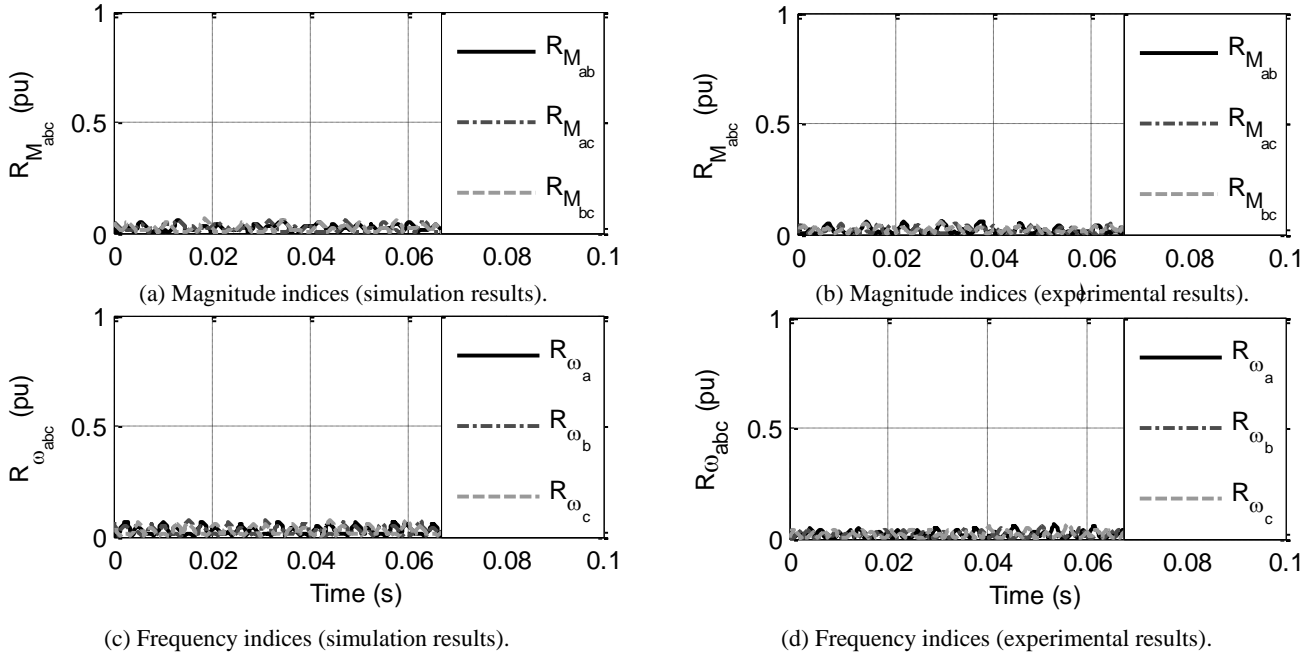 1
0.5
0
R_M_abc (pu)
R_M_ab
R_M_ac
R_M_bc
0 0.02 0.04 0.06 0.08 0.1
(a) Magnitude indices (simulation results).
1
0.5
0
R_M_abc (pu)
R_M_ab
R_M_ac
R_M_bc
0 0.02 0.04 0.06 0.08 0.1
(b) Magnitude indices (experimental results).
1
0.5
0
R_ω_abc (pu)
R_ω_a
R_ω_b
R_ω_c
0 0.02 0.04 0.06 0.08 0.1
Time (s)
(c) Frequency indices (simulation results).
1
0.5
0
Rω_abc (pu)
R_ω_a
R_ω_b
R_ω_c
0 0.02 0.04 0.06 0.08 0.1
Time (s)
(d) Frequency indices (experimental results).